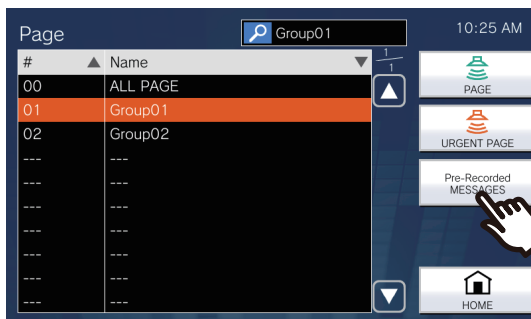 Page
Group01
10:25 AM
# Name
1
1
00 ALL PAGE
01 Group01
02 Group02
--- ---
--- ---
--- ---
--- ---
--- ---
--- ---
--- ---
PAGE
URGENT PAGE
Pre-Recorded
MESSAGES
HOME